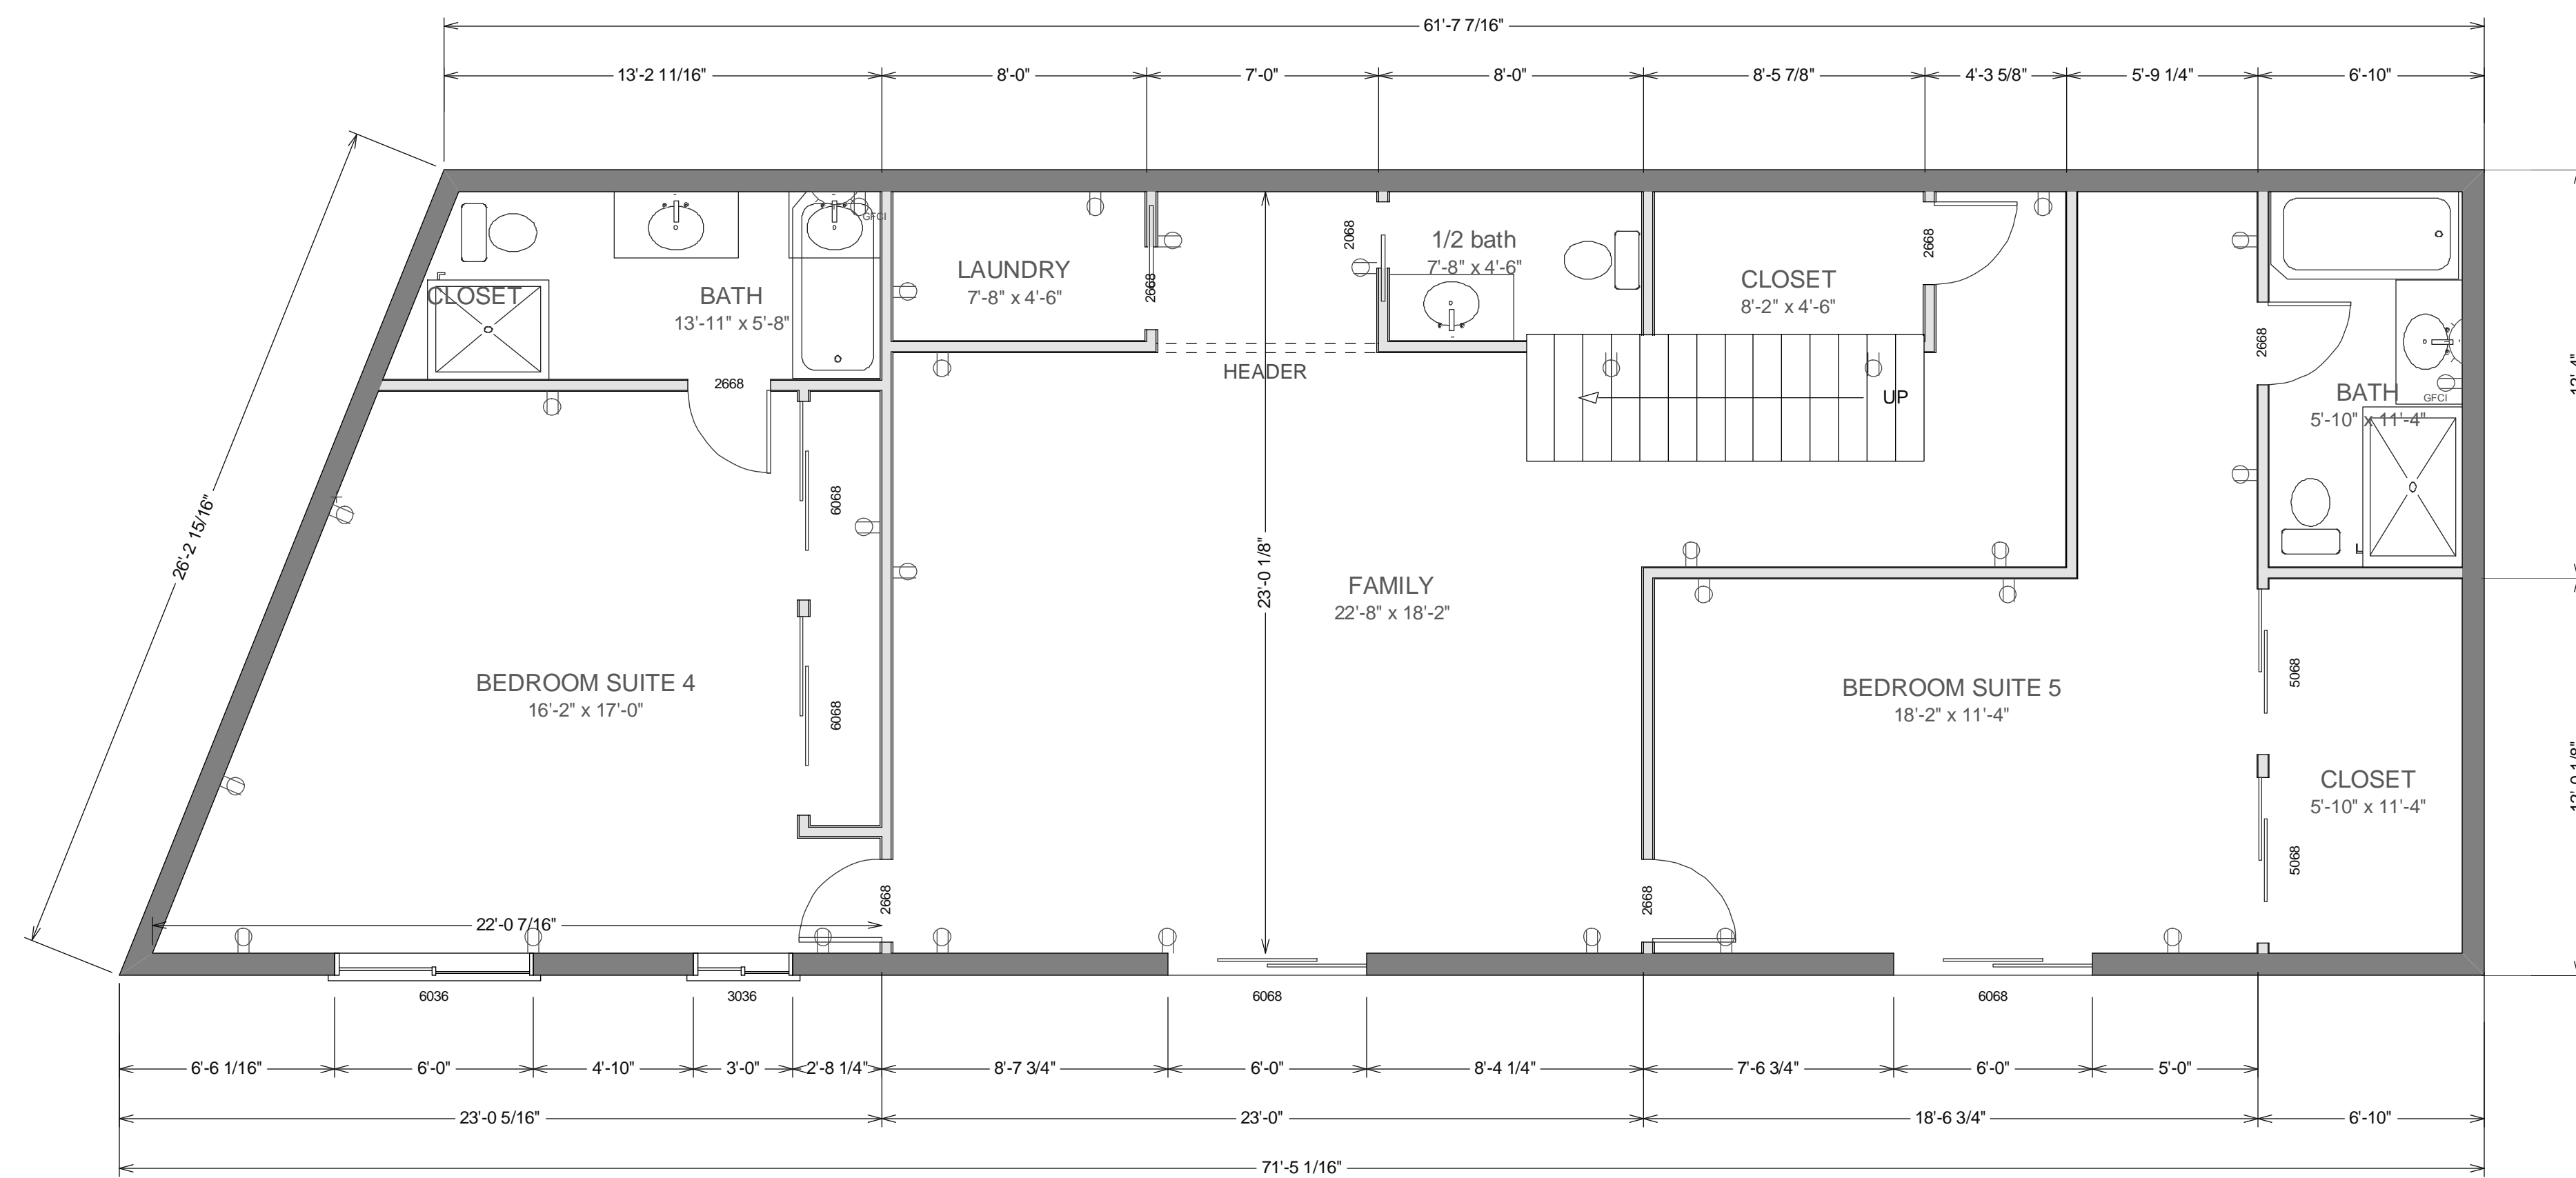 61'-7 7/16"
13'-2 11/16"
8'-0"
7'-0"
8'-0"
8'-5 7/8"
4'-3 5/8"
5'-9 1/4"
6'-10"
GFCI
2068
1/2 bath
7'-8" x 4'-6"
2668
LAUNDRY
7'-8" x 4'-6"
2668
CLOSET
8'-2" x 4'-6"
CLOSET
BATH
13'-11" x 5'-8"
2668
HEADER
2668
UP
BATH
5'-10" x 11'-4"
GFCI
26'-2 15/16"
6068
23'-0 1/8"
FAMILY
22'-8" x 18'-2"
BEDROOM SUITE 4
16'-2" x 17'-0"
6068
BEDROOM SUITE 5
18'-2" x 11'-4"
5068
CLOSET
5'-10" x 11'-4"
5068
2668
2668
22'-0 7/16"
6036
3036
6068
6068
6'-6 1/16"
6'-0"
4'-10"
3'-0"
2'-8 1/4"
8'-7 3/4"
6'-0"
8'-4 1/4"
7'-6 3/4"
6'-0"
5'-0"
23'-0 5/16"
23'-0"
18'-6 3/4"
6'-10"
71'-5 1/16"